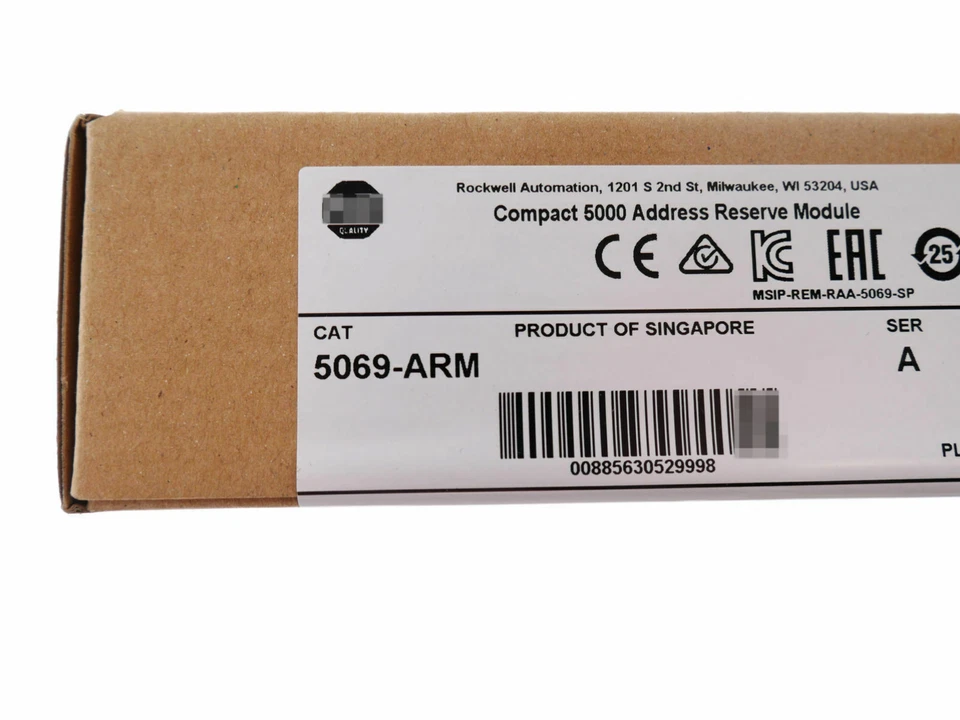 QUALITY
Rockwell Automation, 1201 S 2nd St, Milwaukee, WI 53204, USA
Compact 5000 Address Reserve Module
CE
EAC
25
MSIP-REM-RAA-5069-SP
CAT
PRODUCT OF SINGAPORE
SER
5069-ARM
A
00885630529998